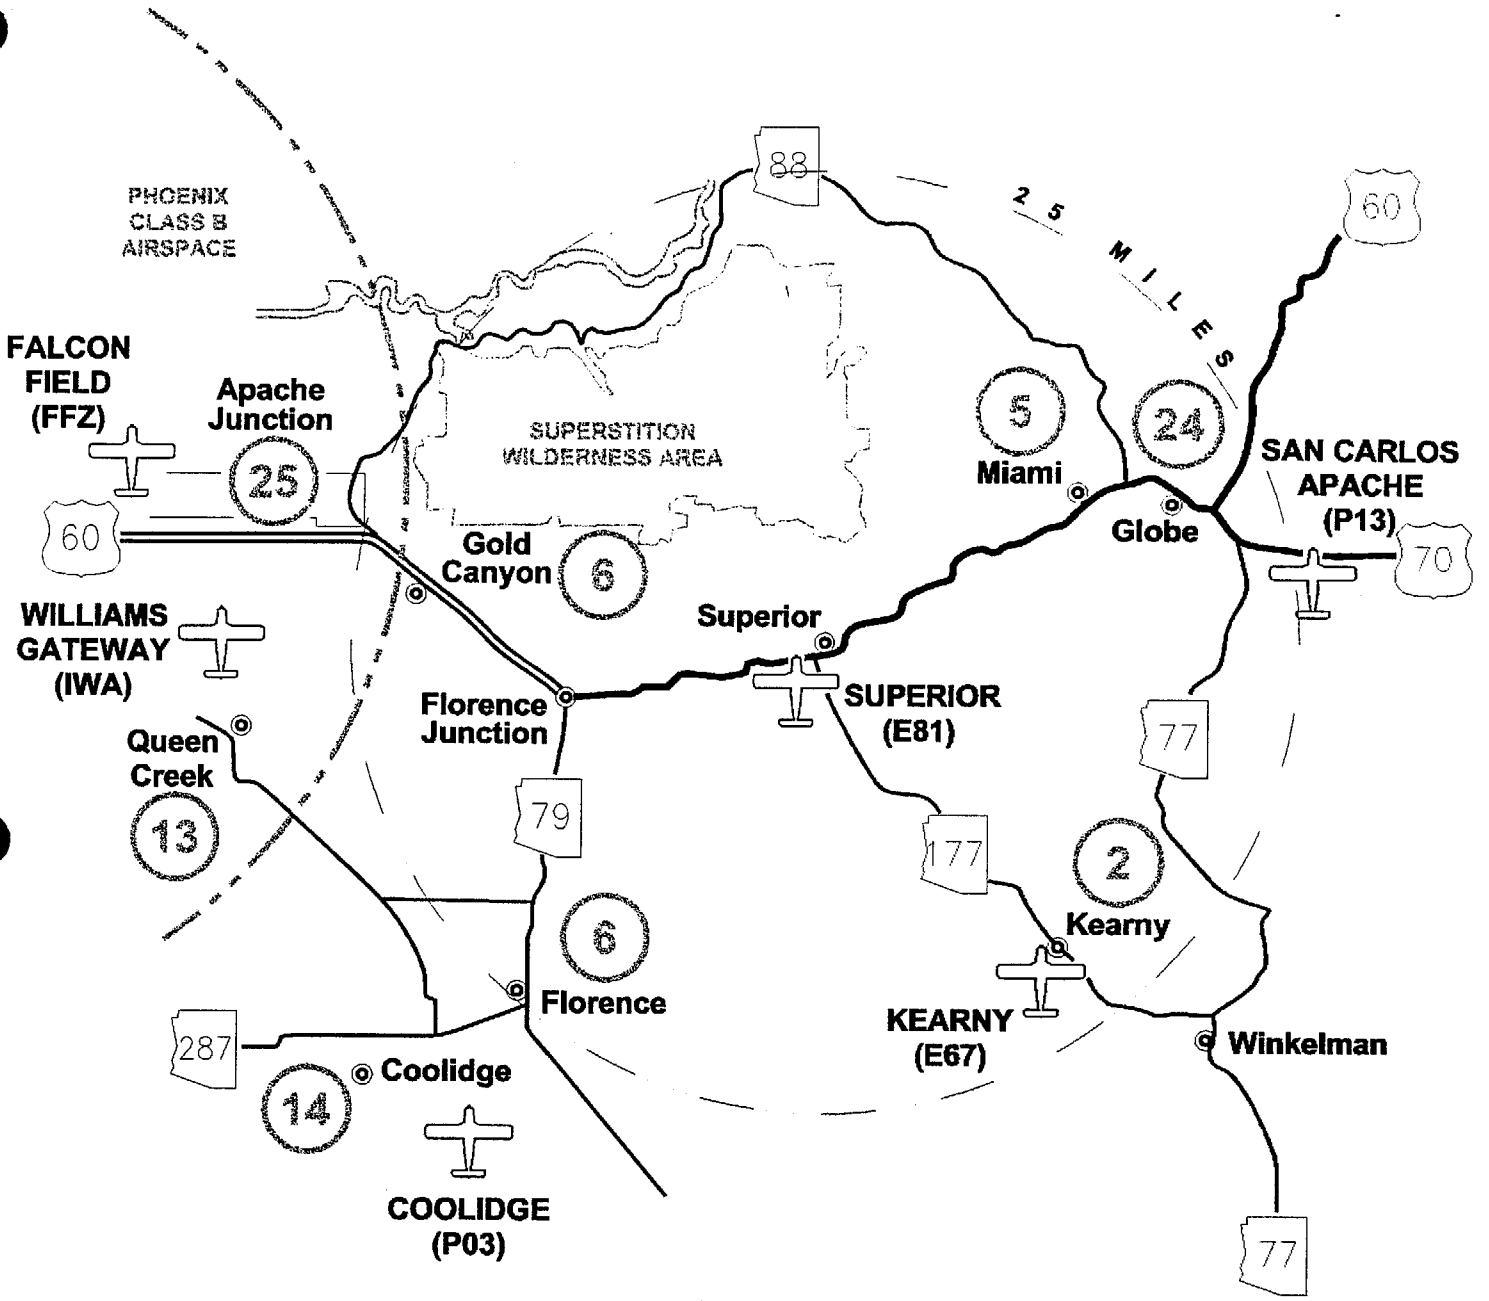 88
60
25 MILES
PHOENIX
CLASS B
AIRSPACE
FALCON
FIELD
(FFZ)
Apache
Junction
25
5
24
Miami
SUPERSTITION
WILDERNESS AREA
SAN CARLOS
APACHE
(P13)
60
Gold
Canyon
6
Globe
70
WILLIAMS
GATEWAY
(IWA)
Superior
SUPERIOR
(E81)
Florence
Junction
Queen
Creek
13
77
79
177
2
Kearny
6
Florence
KEARNY
(E67)
287
Winkelman
Coolidge
14
COOLIDGE
(P03)
77